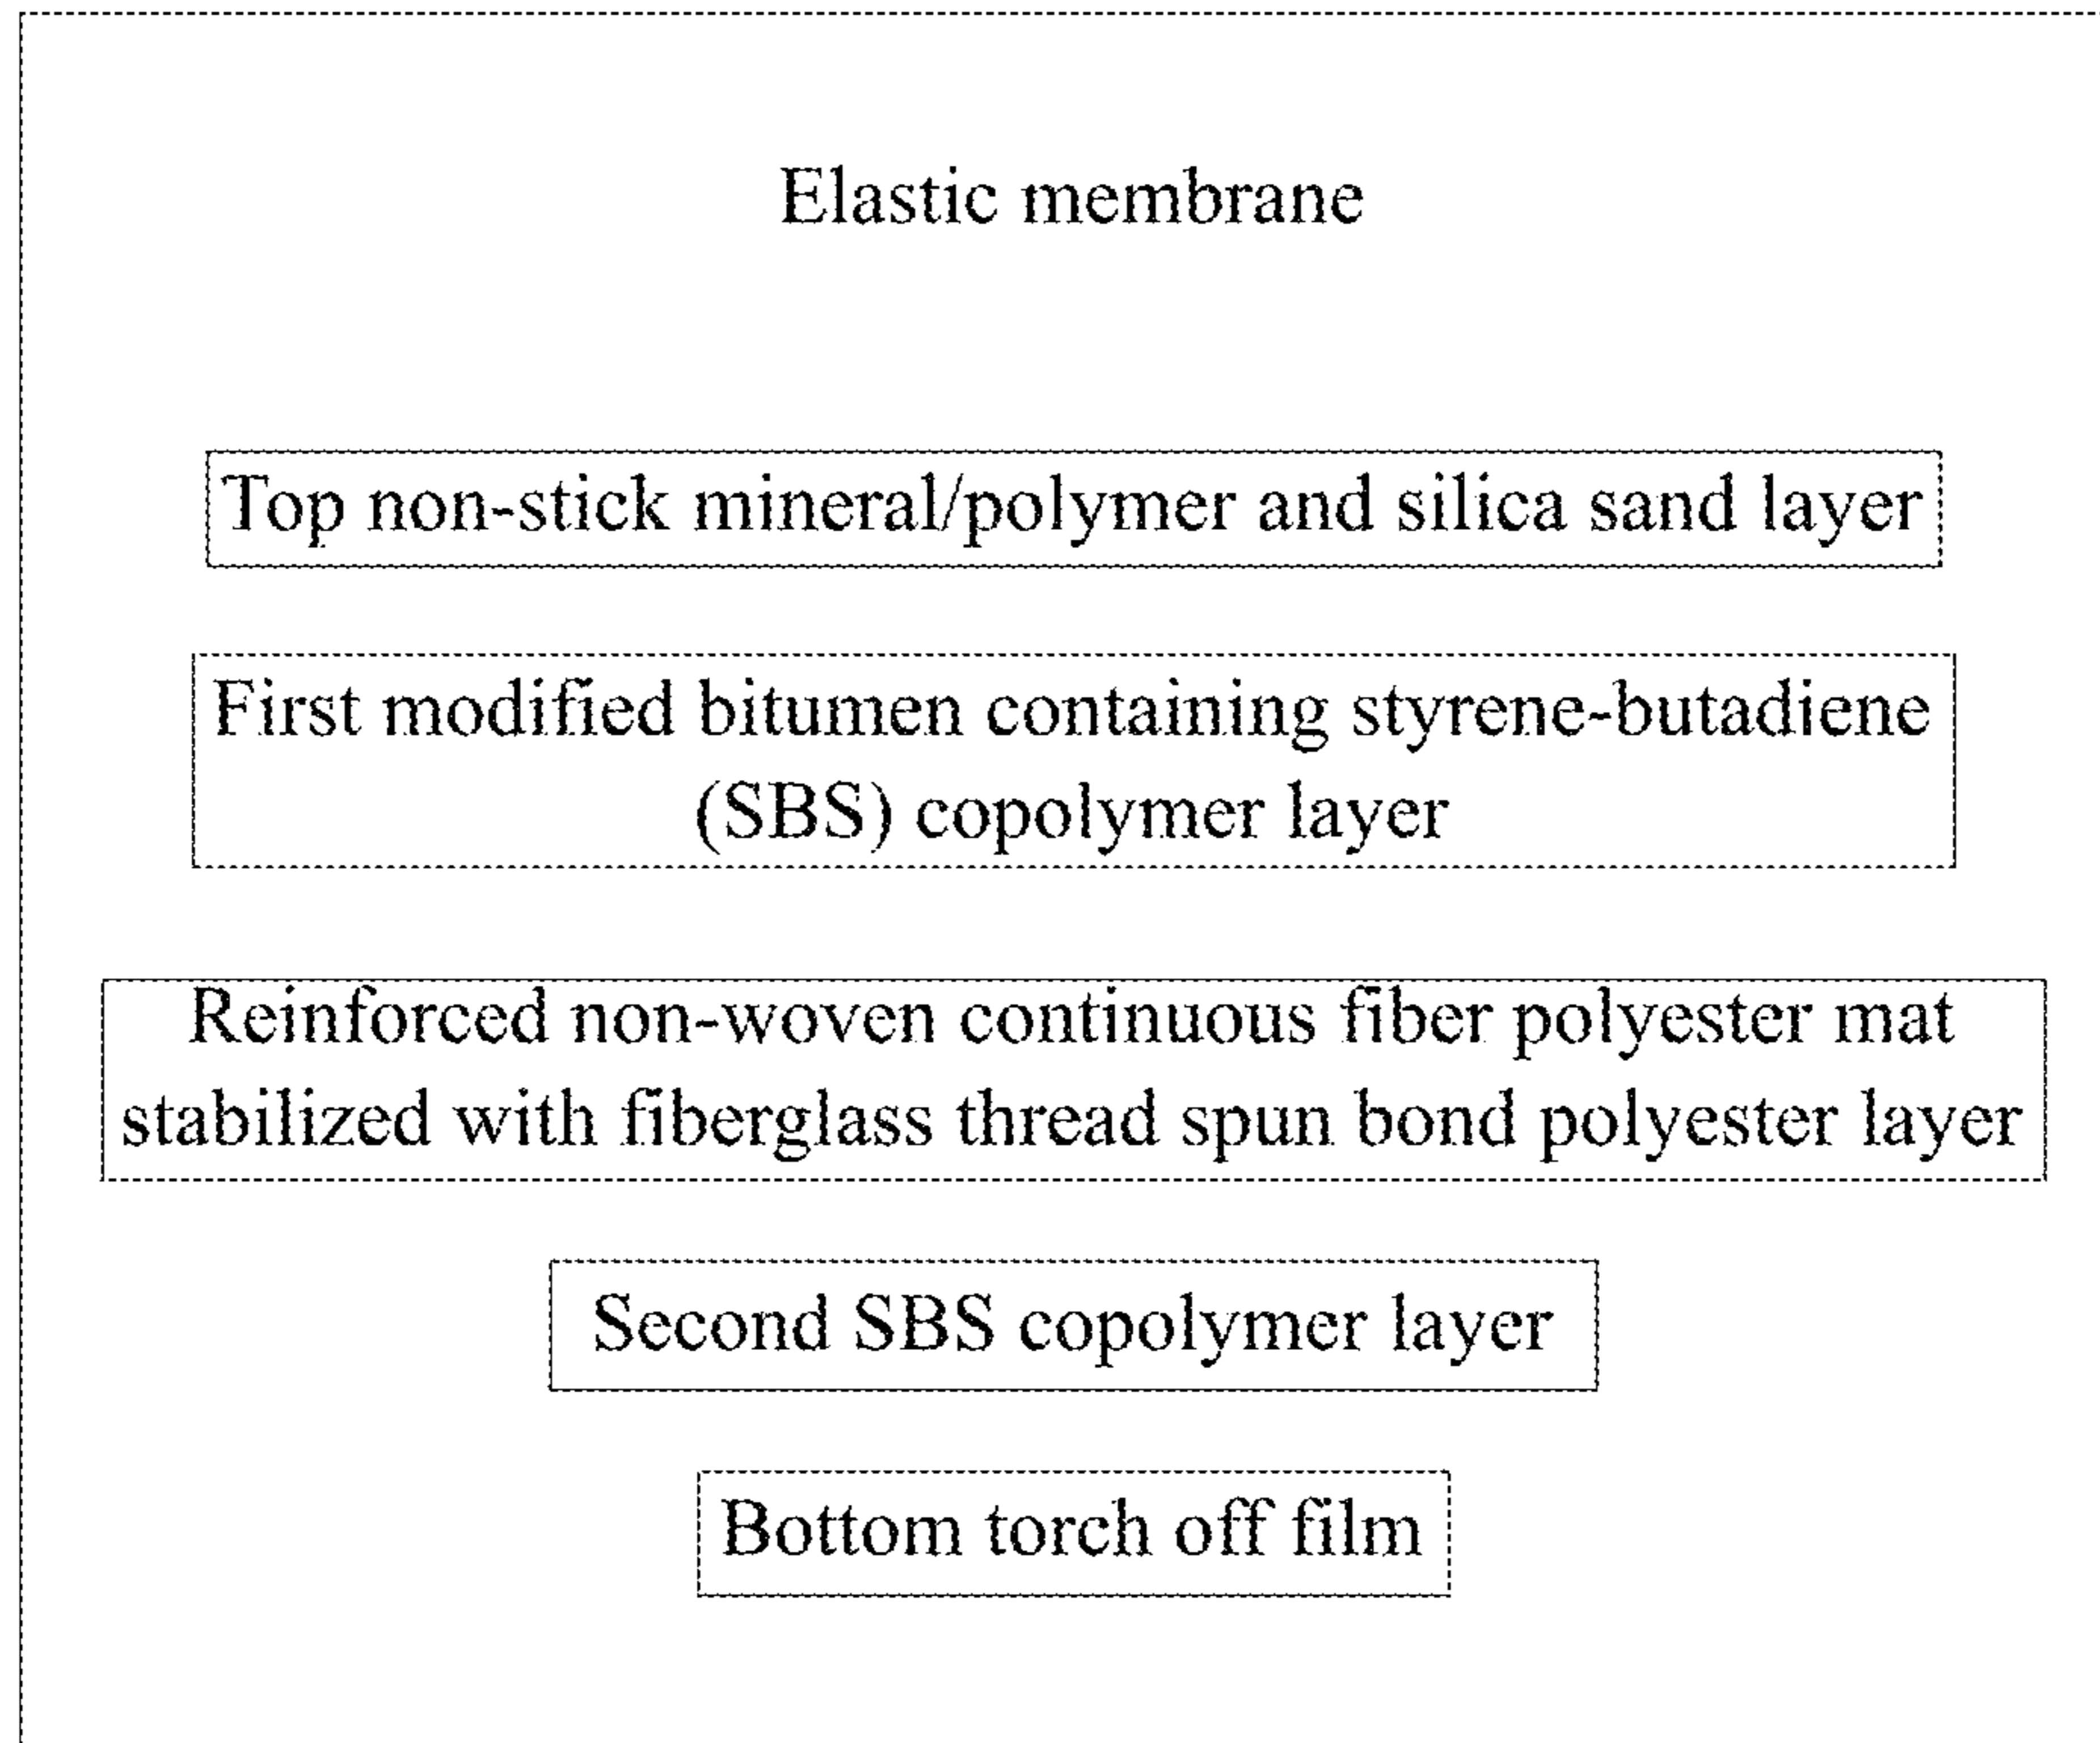 Elastic membrane
Top non-stick mineral/polymer and silica sand layer
First modified bitumen containing styrene-butadiene
(SBS) copolymer layer
Reinforced non-woven continuous fiber polyester mat
stabilized with fiberglass thread spun bond polyester layer
Second SBS copolymer layer
Bottom torch off film